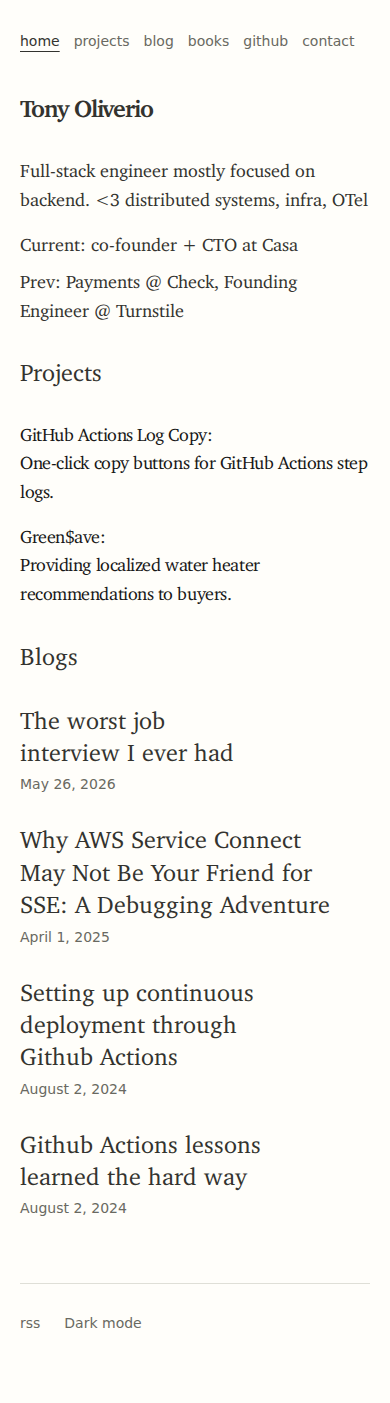 home projects blog books github contact
Tony Oliverio
Full-stack engineer mostly focused on
backend. <3 distributed systems, infra, OTel
Current: co-founder + CTO at Casa
Prev: Payments @ Check, Founding
Engineer @ Turnstile
Projects
GitHub Actions Log Copy:
One-click copy buttons for GitHub Actions step
logs.
Green$ave:
Providing localized water heater
recommendations to buyers.
Blogs
The worst job
interview I ever had
May 26, 2026
Why AWS Service Connect
May Not Be Your Friend for
SSE: A Debugging Adventure
April 1, 2025
Setting up continuous
deployment through
Github Actions
August 2, 2024
Github Actions lessons
learned the hard way
August 2, 2024
rss Dark mode